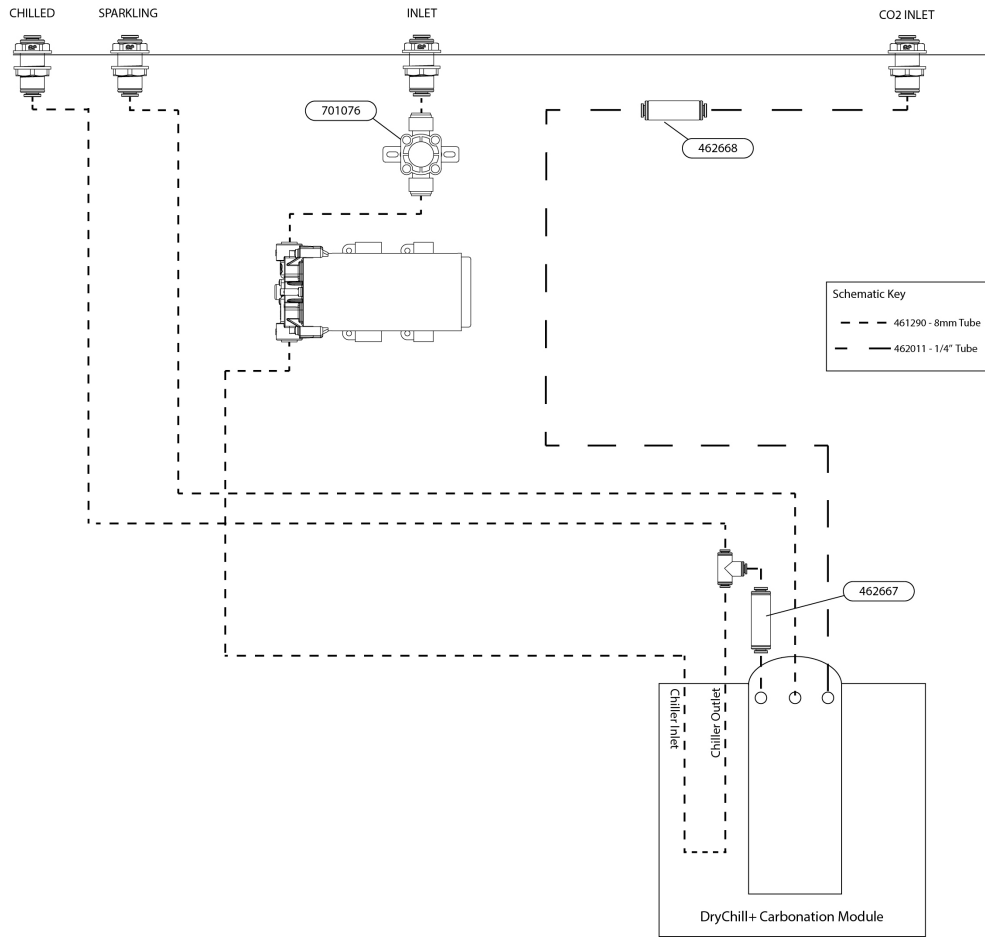 CHILLED
SPARKLING
INLET
CO2 INLET
701076
462668
Schematic Key
461290 - 8mm Tube
462011 - 1/4" Tube
462667
Chiller Inlet
Chiller Outlet
DryChill+ Carbonation Module